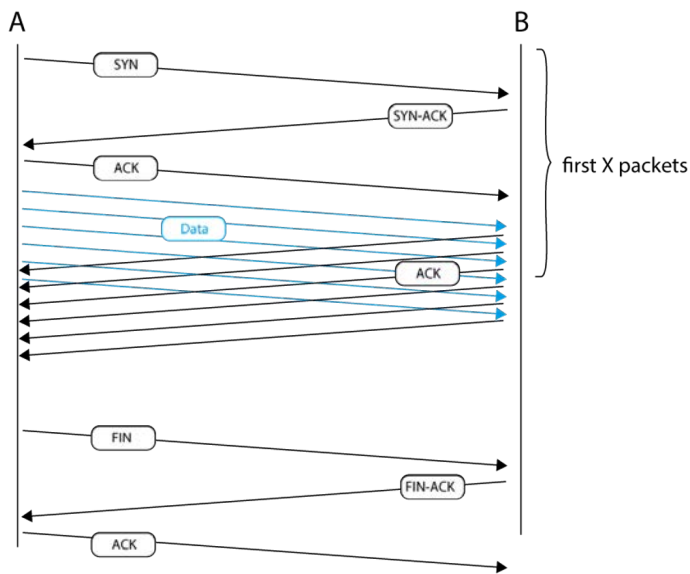 A
B
SYN
SYN-ACK
first X packets
ACK
Data
ACK
FIN
FIN-ACK
ACK